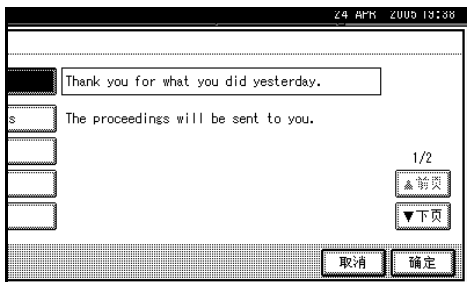 24 APR 2005 19:38
Thank you for what you did yesterday.
s The proceedings will be sent to you.
1/2
▲前页
▼下页
取消 确定